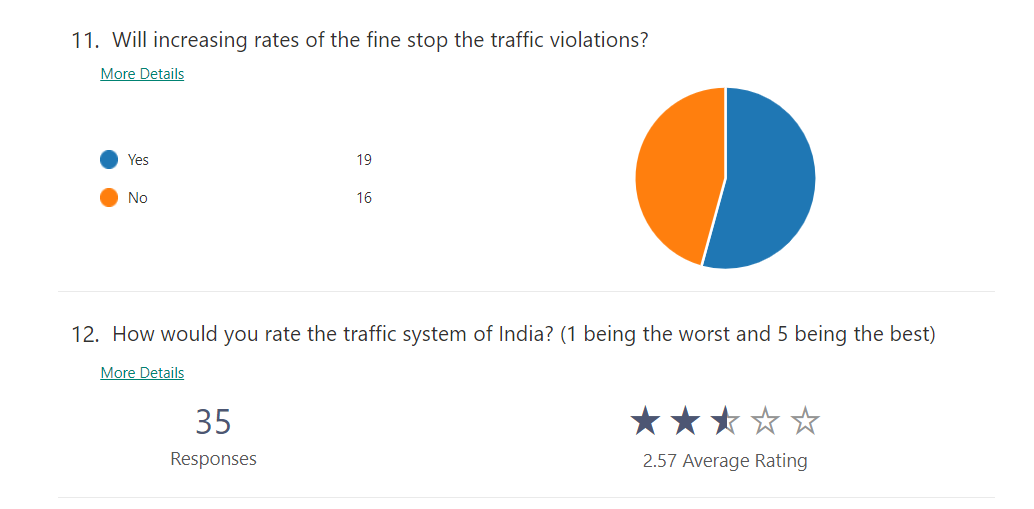 11. Will increasing rates of the fine stop the traffic violations?
More Details
Yes 19
No 16
12. How would you rate the traffic system of India? (1 being the worst and 5 being the best)
More Details
35
Responses
2.57 Average Rating